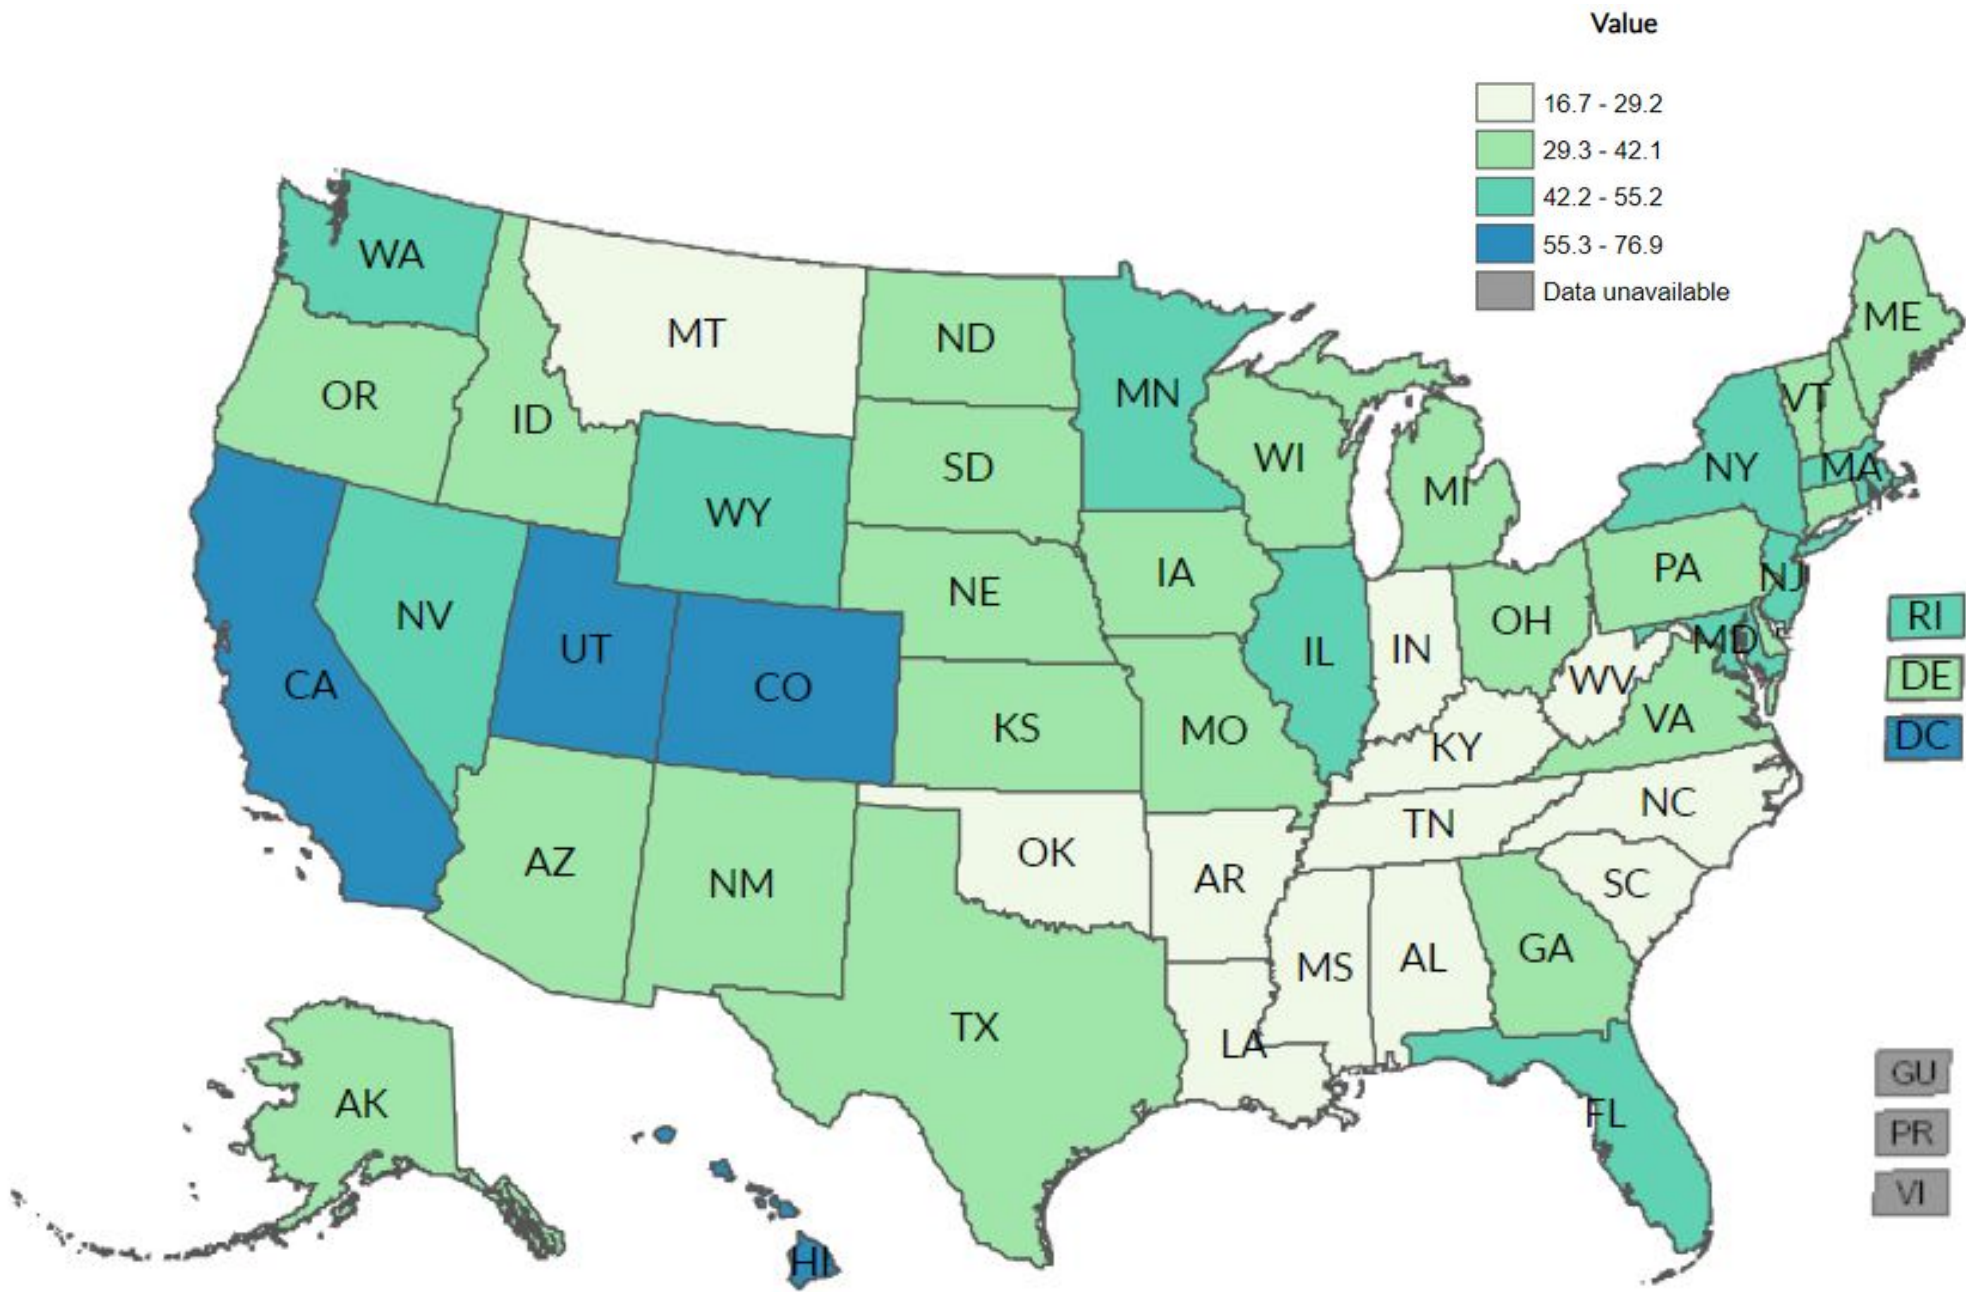 Value
16.7 - 29.2
29.3 - 42.1
42.2 - 55.2
55.3 - 76.9
Data unavailable
WA
MT
ND
MN
ME
OR
ID
SD
WI
MI
VT
NY
MA
WY
NV
UT
CO
NE
IA
IL
IN
OH
PA
NJ
RI
CA
KS
MO
KY
WV
MD
VA
DE
DC
AZ
NM
OK
AR
TN
NC
SC
MS
AL
GA
TX
LA
FL
AK
HI
GU
PR
VI